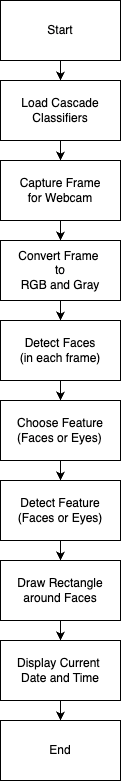 Start
Load Cascade
Classifiers
Capture Frame
for Webcam
Convert Frame
to
RGB and Gray
Detect Faces
(in each frame)
Choose Feature
(Faces or Eyes)
Detect Feature
(Faces or Eyes)
Draw Rectangle
around Faces
Display Current
Date and Time
End